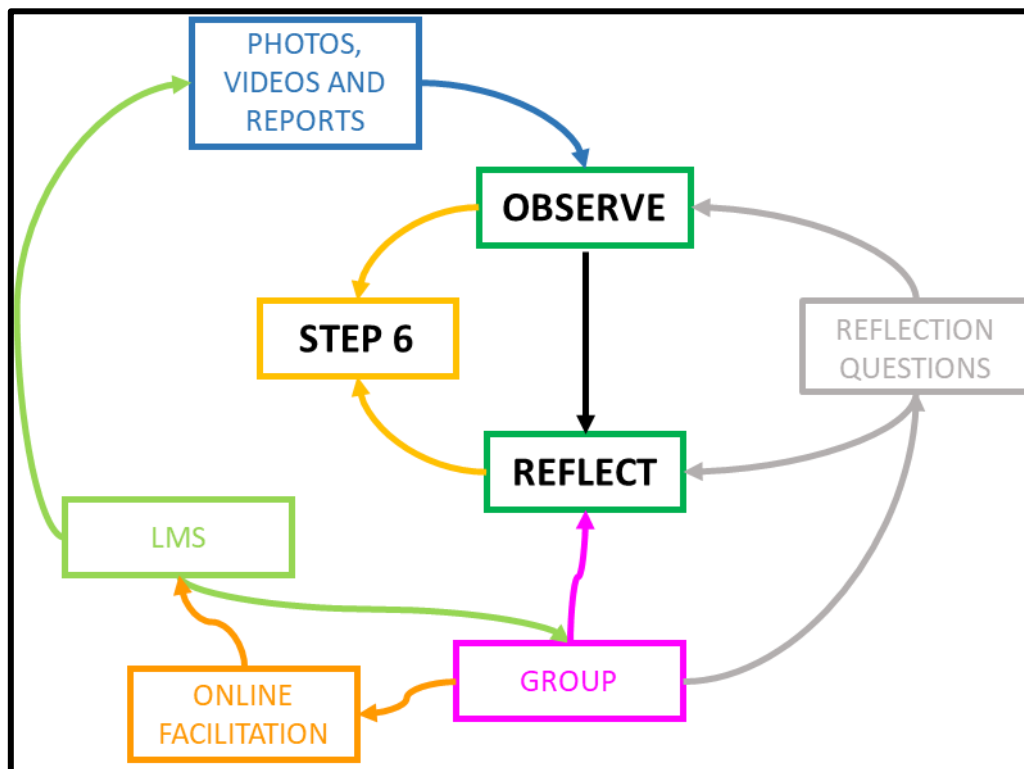 PHOTOS,
VIDEOS AND
REPORTS
OBSERVE
STEP 6
REFLECTION
QUESTIONS
REFLECT
LMS
GROUP
ONLINE
FACILITATION